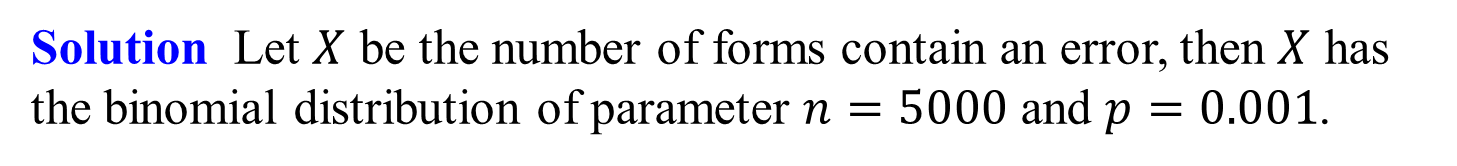 Solution Let X be the number of forms contain an error, then X has
the binomial distribution of parameter n = 5000 and p = 0.001.